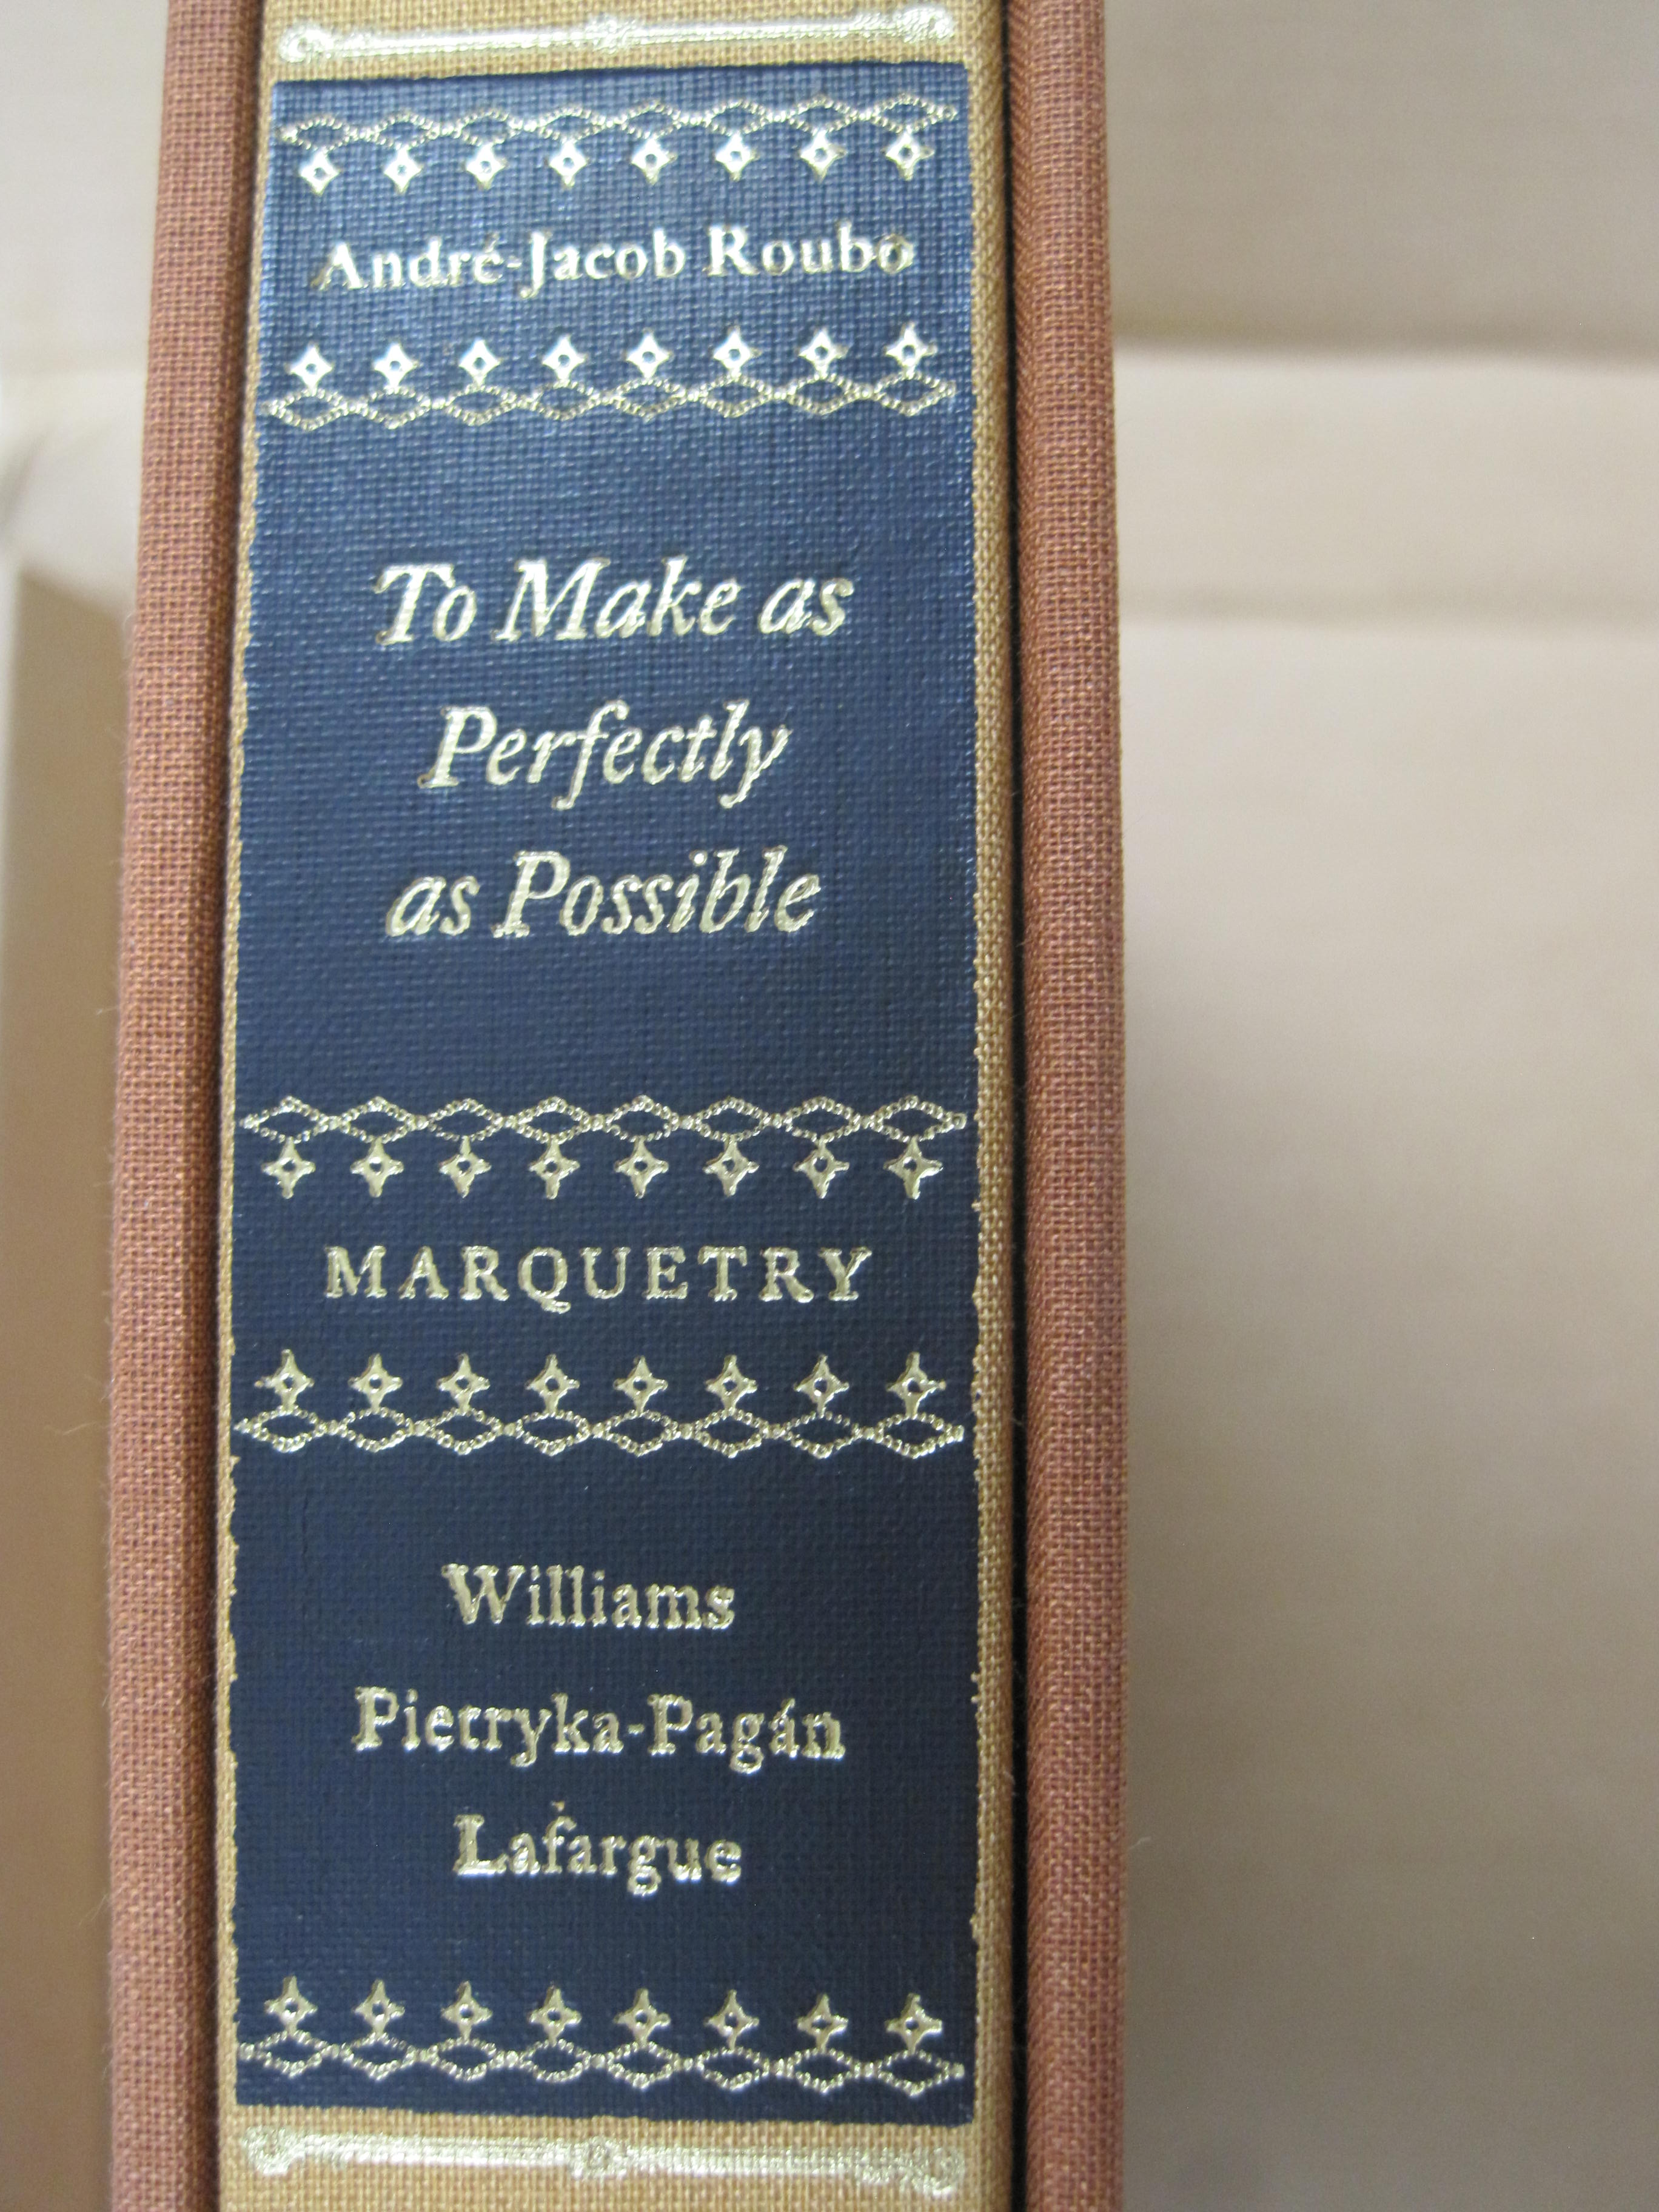 André-Jacob Roubo
To Make as
Perfectly
as Possible
MARQUETRY
Williams
Pietryka-Pagán
Lafargue